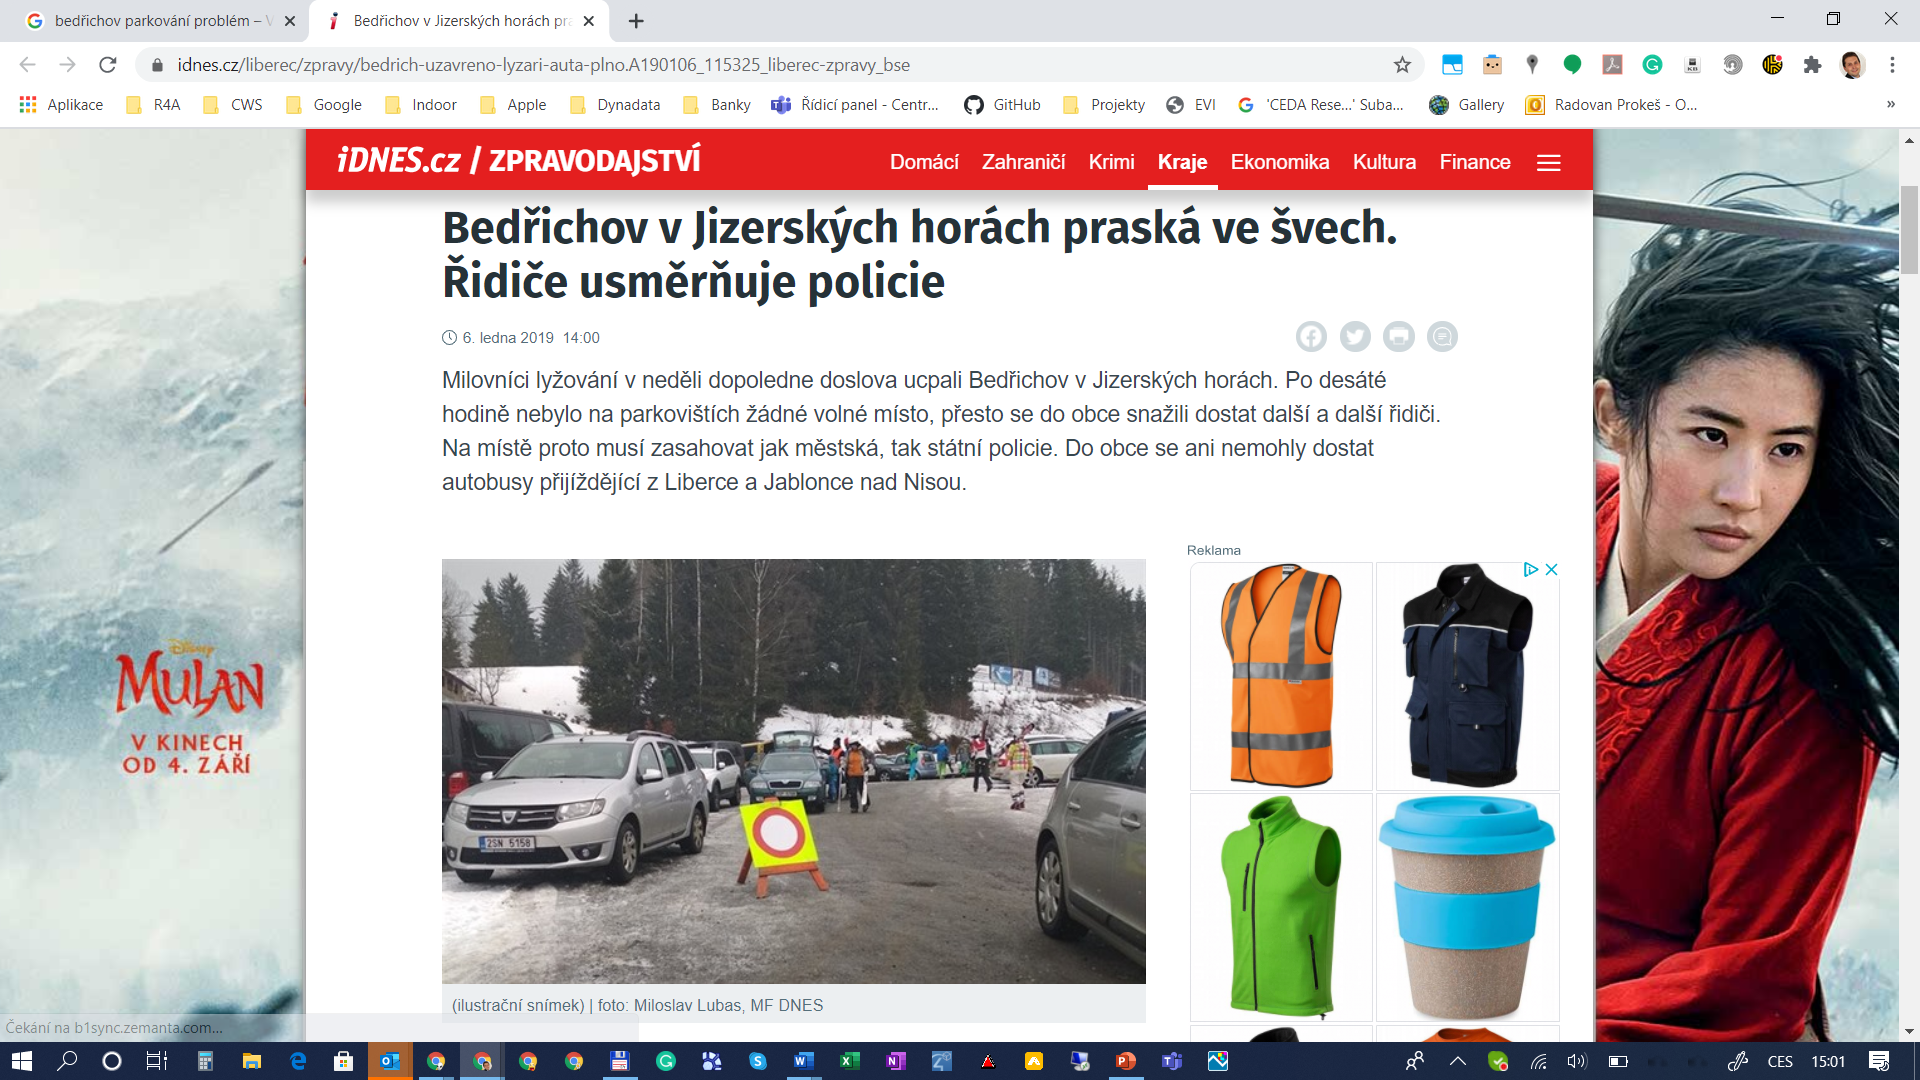 bedřichov parkování problém – V
Bedřichov v Jizerských horách pra
idnes.cz/liberec/zpravy/bedrich-uzavreno-lyzari-auta-plno.A190106_115325_liberec-zpravy_bse
Aplikace R4A CWS Google Indoor Apple Dynadata Banky Řídicí panel - Centr... GitHub Projekty EVI 'CEDA Rese...' Suba... Gallery Radovan Prokeš - O... »
iDNES.cz / ZPRAVODAJSTVÍ
Domácí Zahraničí Krimi Kraje Ekonomika Kultura Finance
Bedřichov v Jizerských horách praská ve švech.
Řidiče usměrňuje policie
6. ledna 2019 14:00
Milovníci lyžování v neděli dopoledne doslova ucpali Bedřichov v Jizerských horách. Po desáté
hodině nebylo na parkovištích žádné volné místo, přesto se do obce snažili dostat další a další řidiči.
Na místě proto musí zasahovat jak městská, tak státní policie. Do obce se ani nemohly dostat
autobusy přijíždějící z Liberce a Jablonce nad Nisou.
Reklama
Disney
MULAN
V KINECH
OD 4. ZÁŘÍ
2SN 5158
(ilustrační snímek) | foto: Miloslav Lubas, MF DNES
Čekání na b1sync.zemanta.com...
CES 15:01